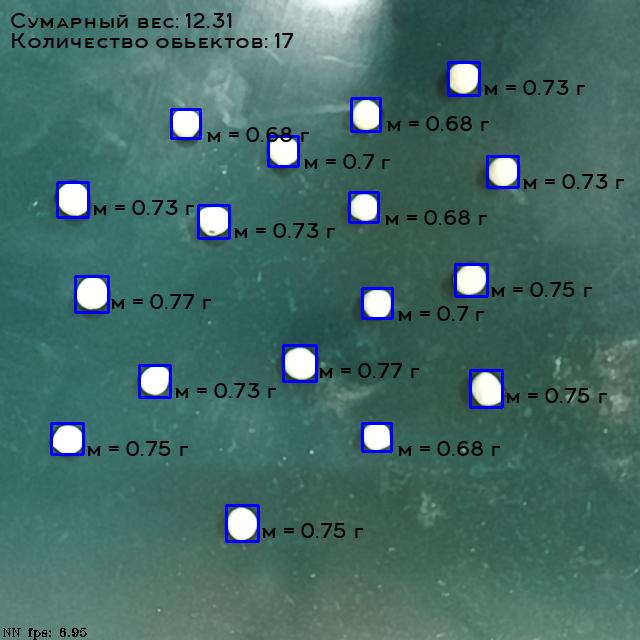 Сумарный вес: 12.31
Количество обьектов: 17
м = 0.73 г
м = 0.68 г
м = 0.68 г
м = 0.7 г
м = 0.73 г
м = 0.73 г
м = 0.73 г
м = 0.68 г
м = 0.77 г
м = 0.75 г
м = 0.7 г
м = 0.77 г
м = 0.73 г
м = 0.75 г
м = 0.75 г
м = 0.68 г
м = 0.75 г
NN fps: 6.95